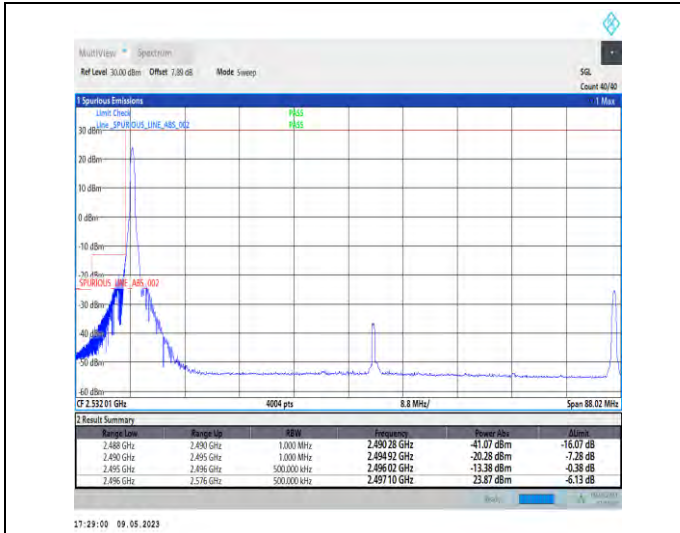 MultiView Spectrum
Ref Level 30.00 dBm Offset 7.89 dB Mode Sweep SGL
Count 40/40
1 Spurious Emissions 1 Max
Limit Check PASS
Line _SPURIOUS_LINE_ABS_002 PASS
30 dBm
20 dBm
10 dBm
0 dBm
-10 dBm
-20 dBm
_SPURIOUS_LINE_ABS_002
-30 dBm
-40 dBm
-50 dBm
-60 dBm
CF 2.532 01 GHz 4004 pts 8.8 MHz/ Span 88.02 MHz
2 Result Summary
Range Low Range Up RBW Frequency Power Abs ΔLimit
2.488 GHz 2.490 GHz 1.000 MHz 2.490 28 GHz -41.07 dBm -16.07 dB
2.490 GHz 2.495 GHz 1.000 MHz 2.494 92 GHz -20.28 dBm -7.28 dB
2.495 GHz 2.496 GHz 500.000 kHz 2.496 02 GHz -13.38 dBm -0.38 dB
2.496 GHz 2.576 GHz 500.000 kHz 2.497 10 GHz 23.87 dBm -6.13 dB
17:29:00 09.05.2023